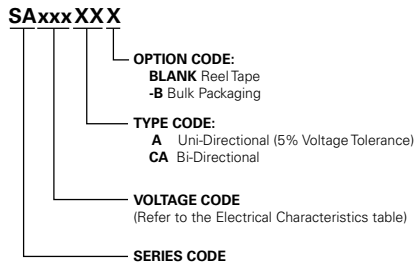 SAxxxXX X
OPTION CODE:
BLANK Reel Tape
-B Bulk Packaging
TYPE CODE:
A Uni-Directional (5% Voltage Tolerance)
CA Bi-Directional
VOLTAGE CODE
(Refer to the Electrical Characteristics table)
SERIES CODE